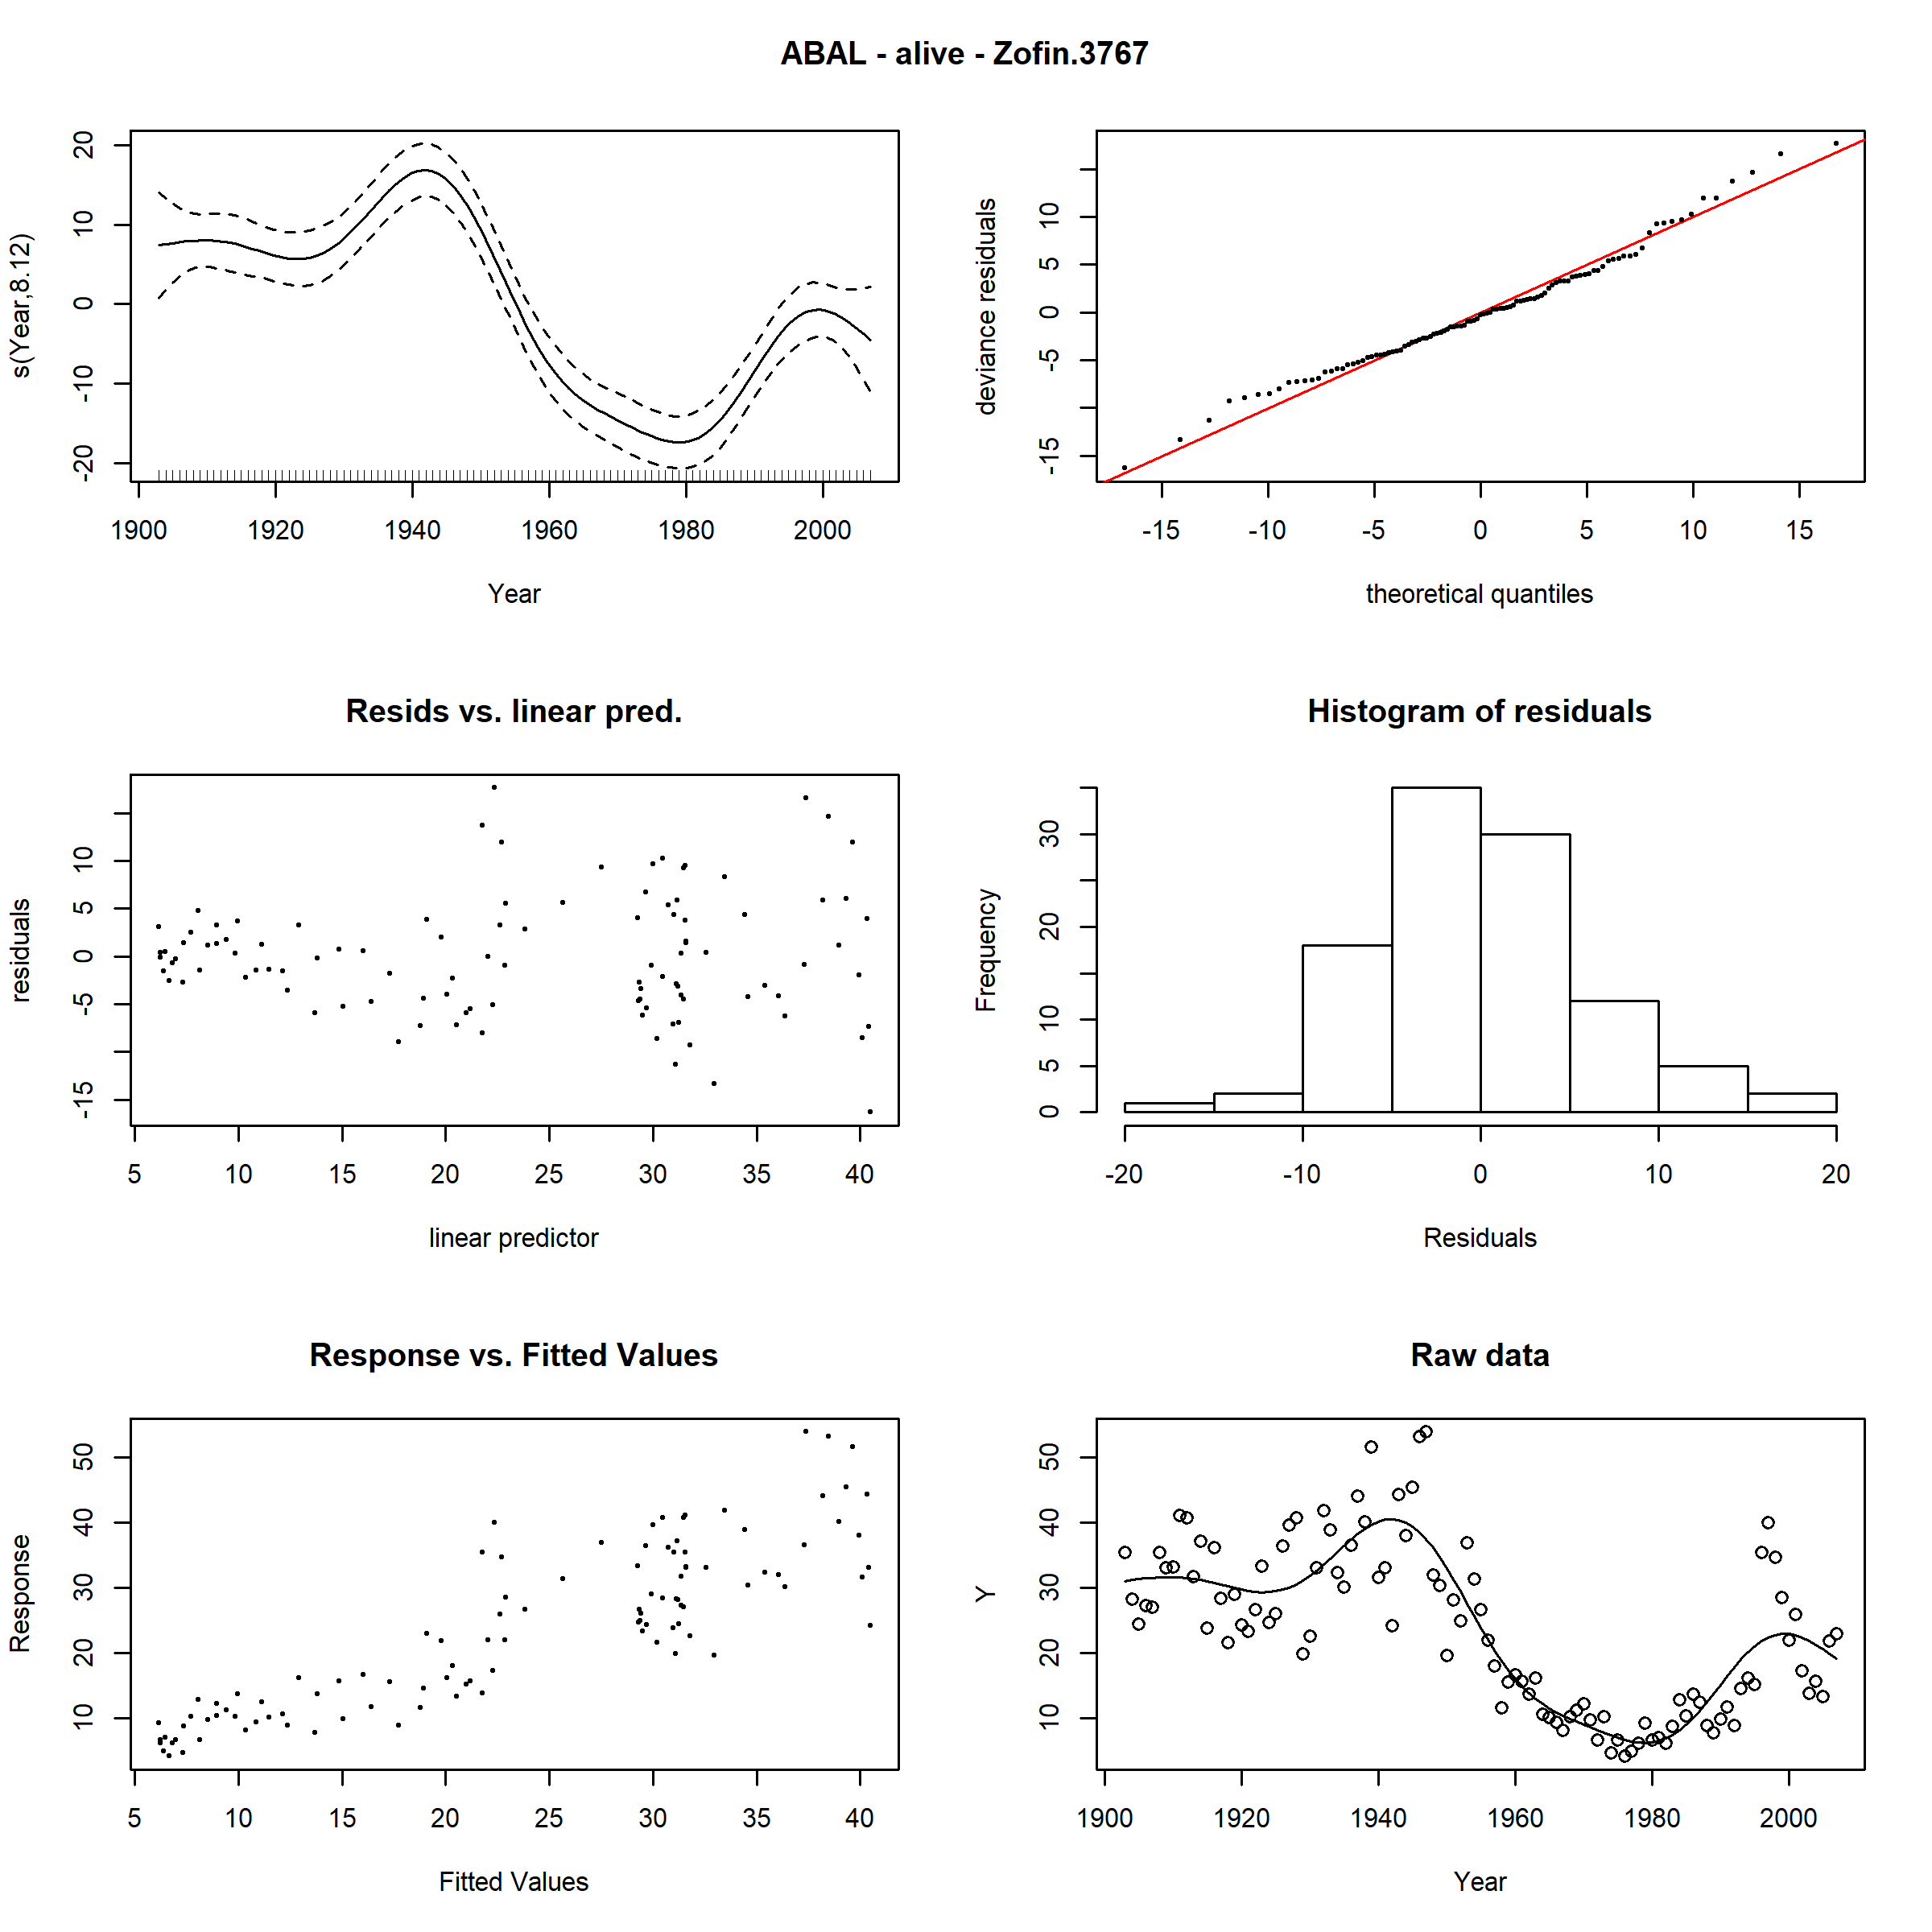 ABAL - alive - Zofin.3767
s(Year,8.12)
20
10
0
-10
-20
1900 1920 1940 1960 1980 2000
Year
deviance residuals
10
5
0
-5
-15
-15 -10 -5 0 5 10 15
theoretical quantiles
Resids vs. linear pred.
residuals
10
5
0
-5
-15
5 10 15 20 25 30 35 40
linear predictor
Histogram of residuals
Frequency
30
20
10
5
0
-20 -10 0 10 20
Residuals
Response vs. Fitted Values
Response
50
40
30
20
10
5 10 15 20 25 30 35 40
Fitted Values
Raw data
Y
50
40
30
20
10
1900 1920 1940 1960 1980 2000
Year